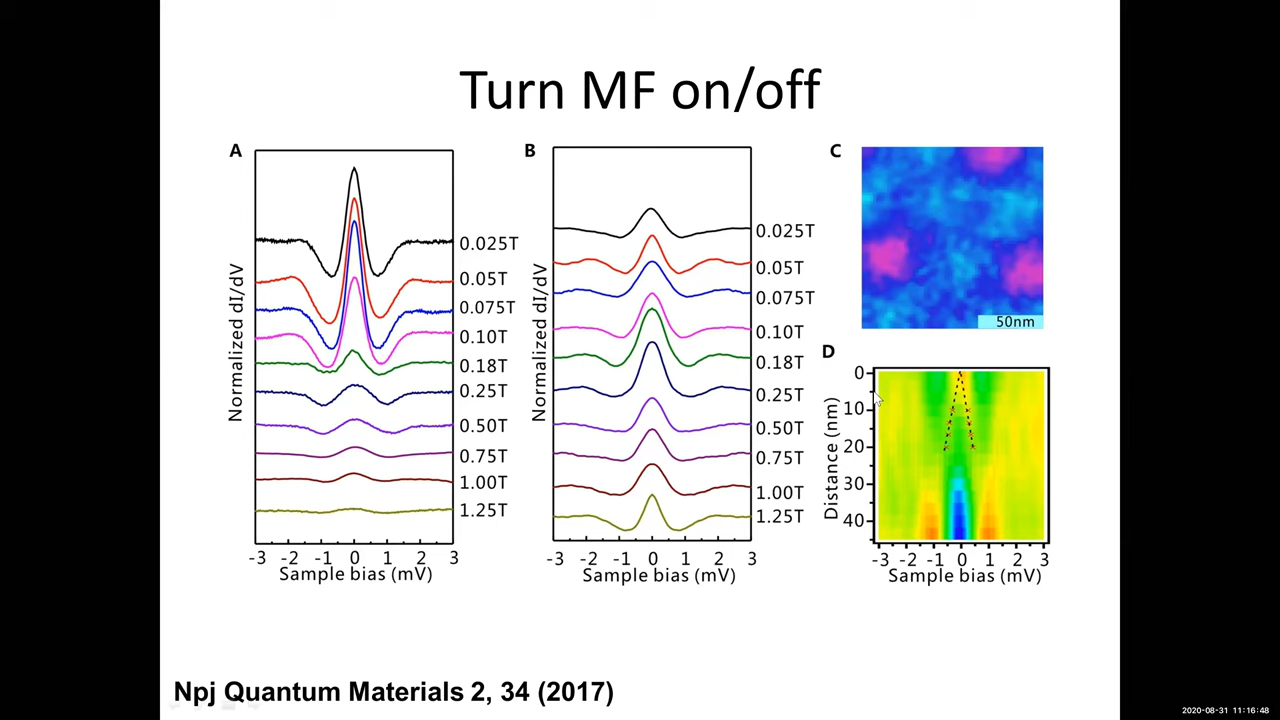 Turn MF on/off
A
Normalized dI/dV
0.025T
0.05T
0.075T
0.10T
0.18T
0.25T
0.50T
0.75T
1.00T
1.25T
-3 -2 -1 0 1 2 3
Sample bias (mV)
B
Normalized dI/dV
0.025T
0.05T
0.075T
0.10T
0.18T
0.25T
0.50T
0.75T
1.00T
1.25T
-3 -2 -1 0 1 2 3
Sample bias (mV)
C
50nm
D
Distance (nm)
0
10
20
30
40
-3 -2 -1 0 1 2 3
Sample bias (mV)
Npj Quantum Materials 2, 34 (2017)
2020-08-31 11:16:48